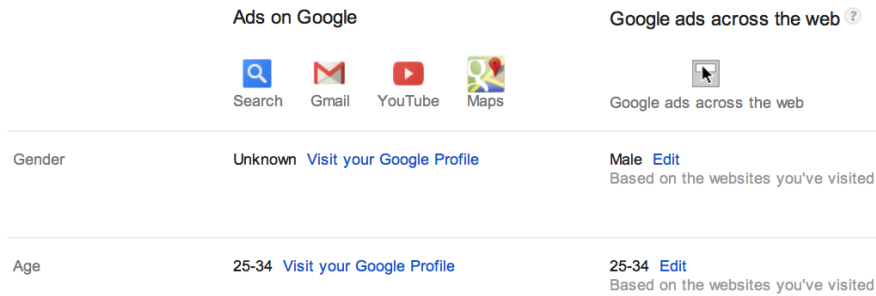 Ads on Google
Google ads across the web ?
Search Gmail YouTube Maps
Google ads across the web
Gender Unknown Visit your Google Profile Male Edit
Based on the websites you've visited
Age 25-34 Visit your Google Profile 25-34 Edit
Based on the websites you've visited